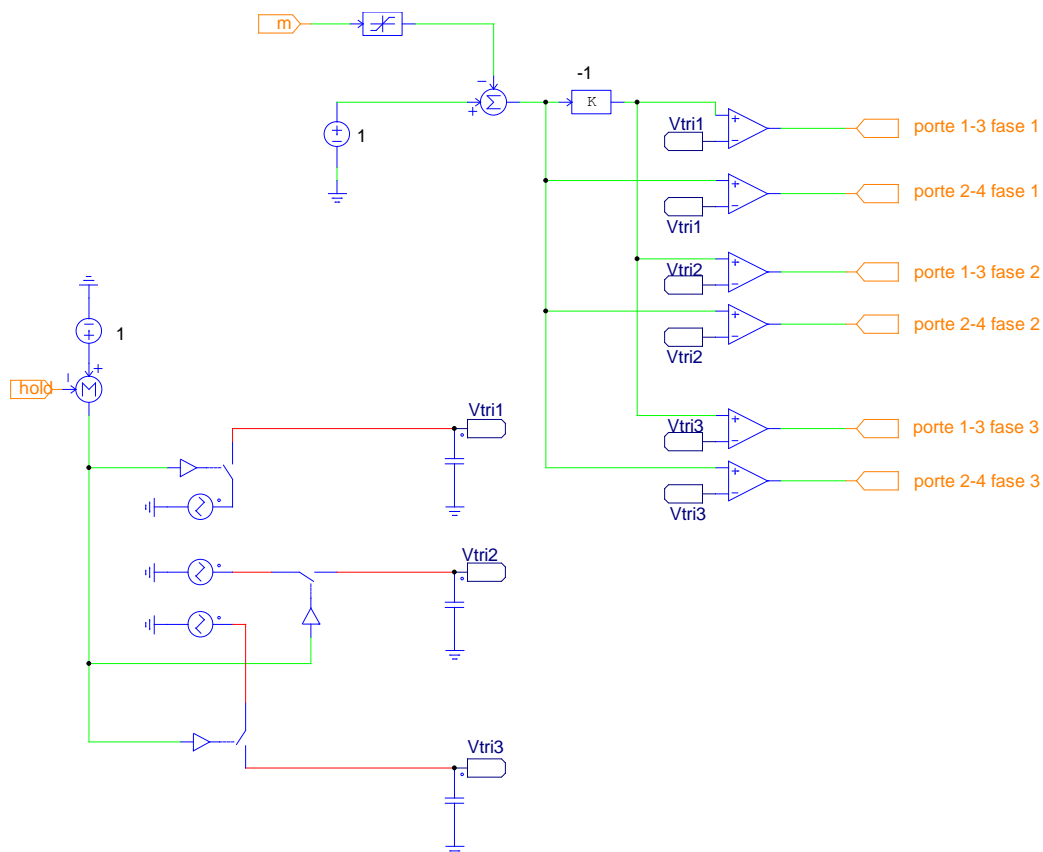 m
-1
K
Σ
1
Vtri1
porte 1-3 fase 1
porte 2-4 fase 1
Vtri1
Vtri2
porte 1-3 fase 2
porte 2-4 fase 2
Vtri2
1
hold
M
Vtri1
Vtri3
porte 1-3 fase 3
porte 2-4 fase 3
Vtri3
Vtri2
Vtri3